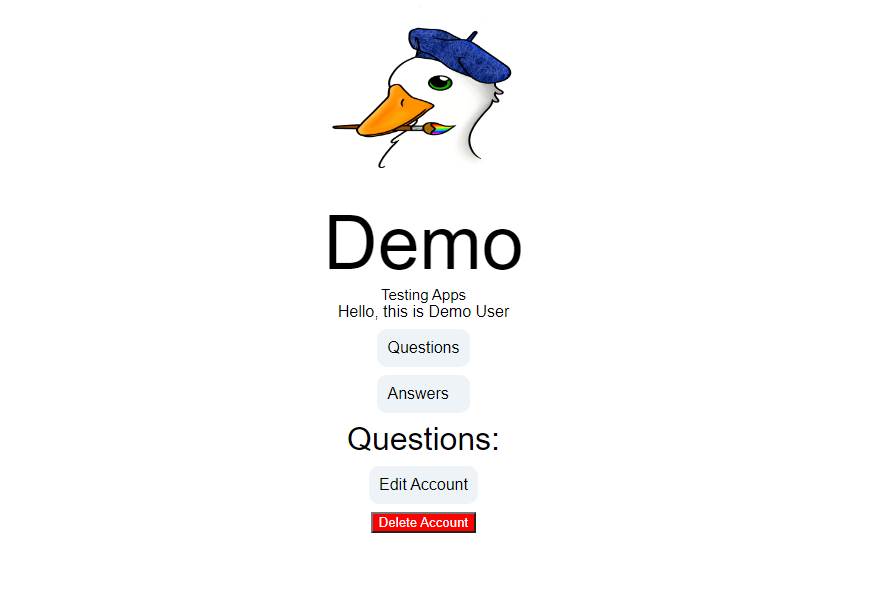 Demo
Testing Apps
Hello, this is Demo User
Questions
Answers
Questions:
Edit Account
Delete Account